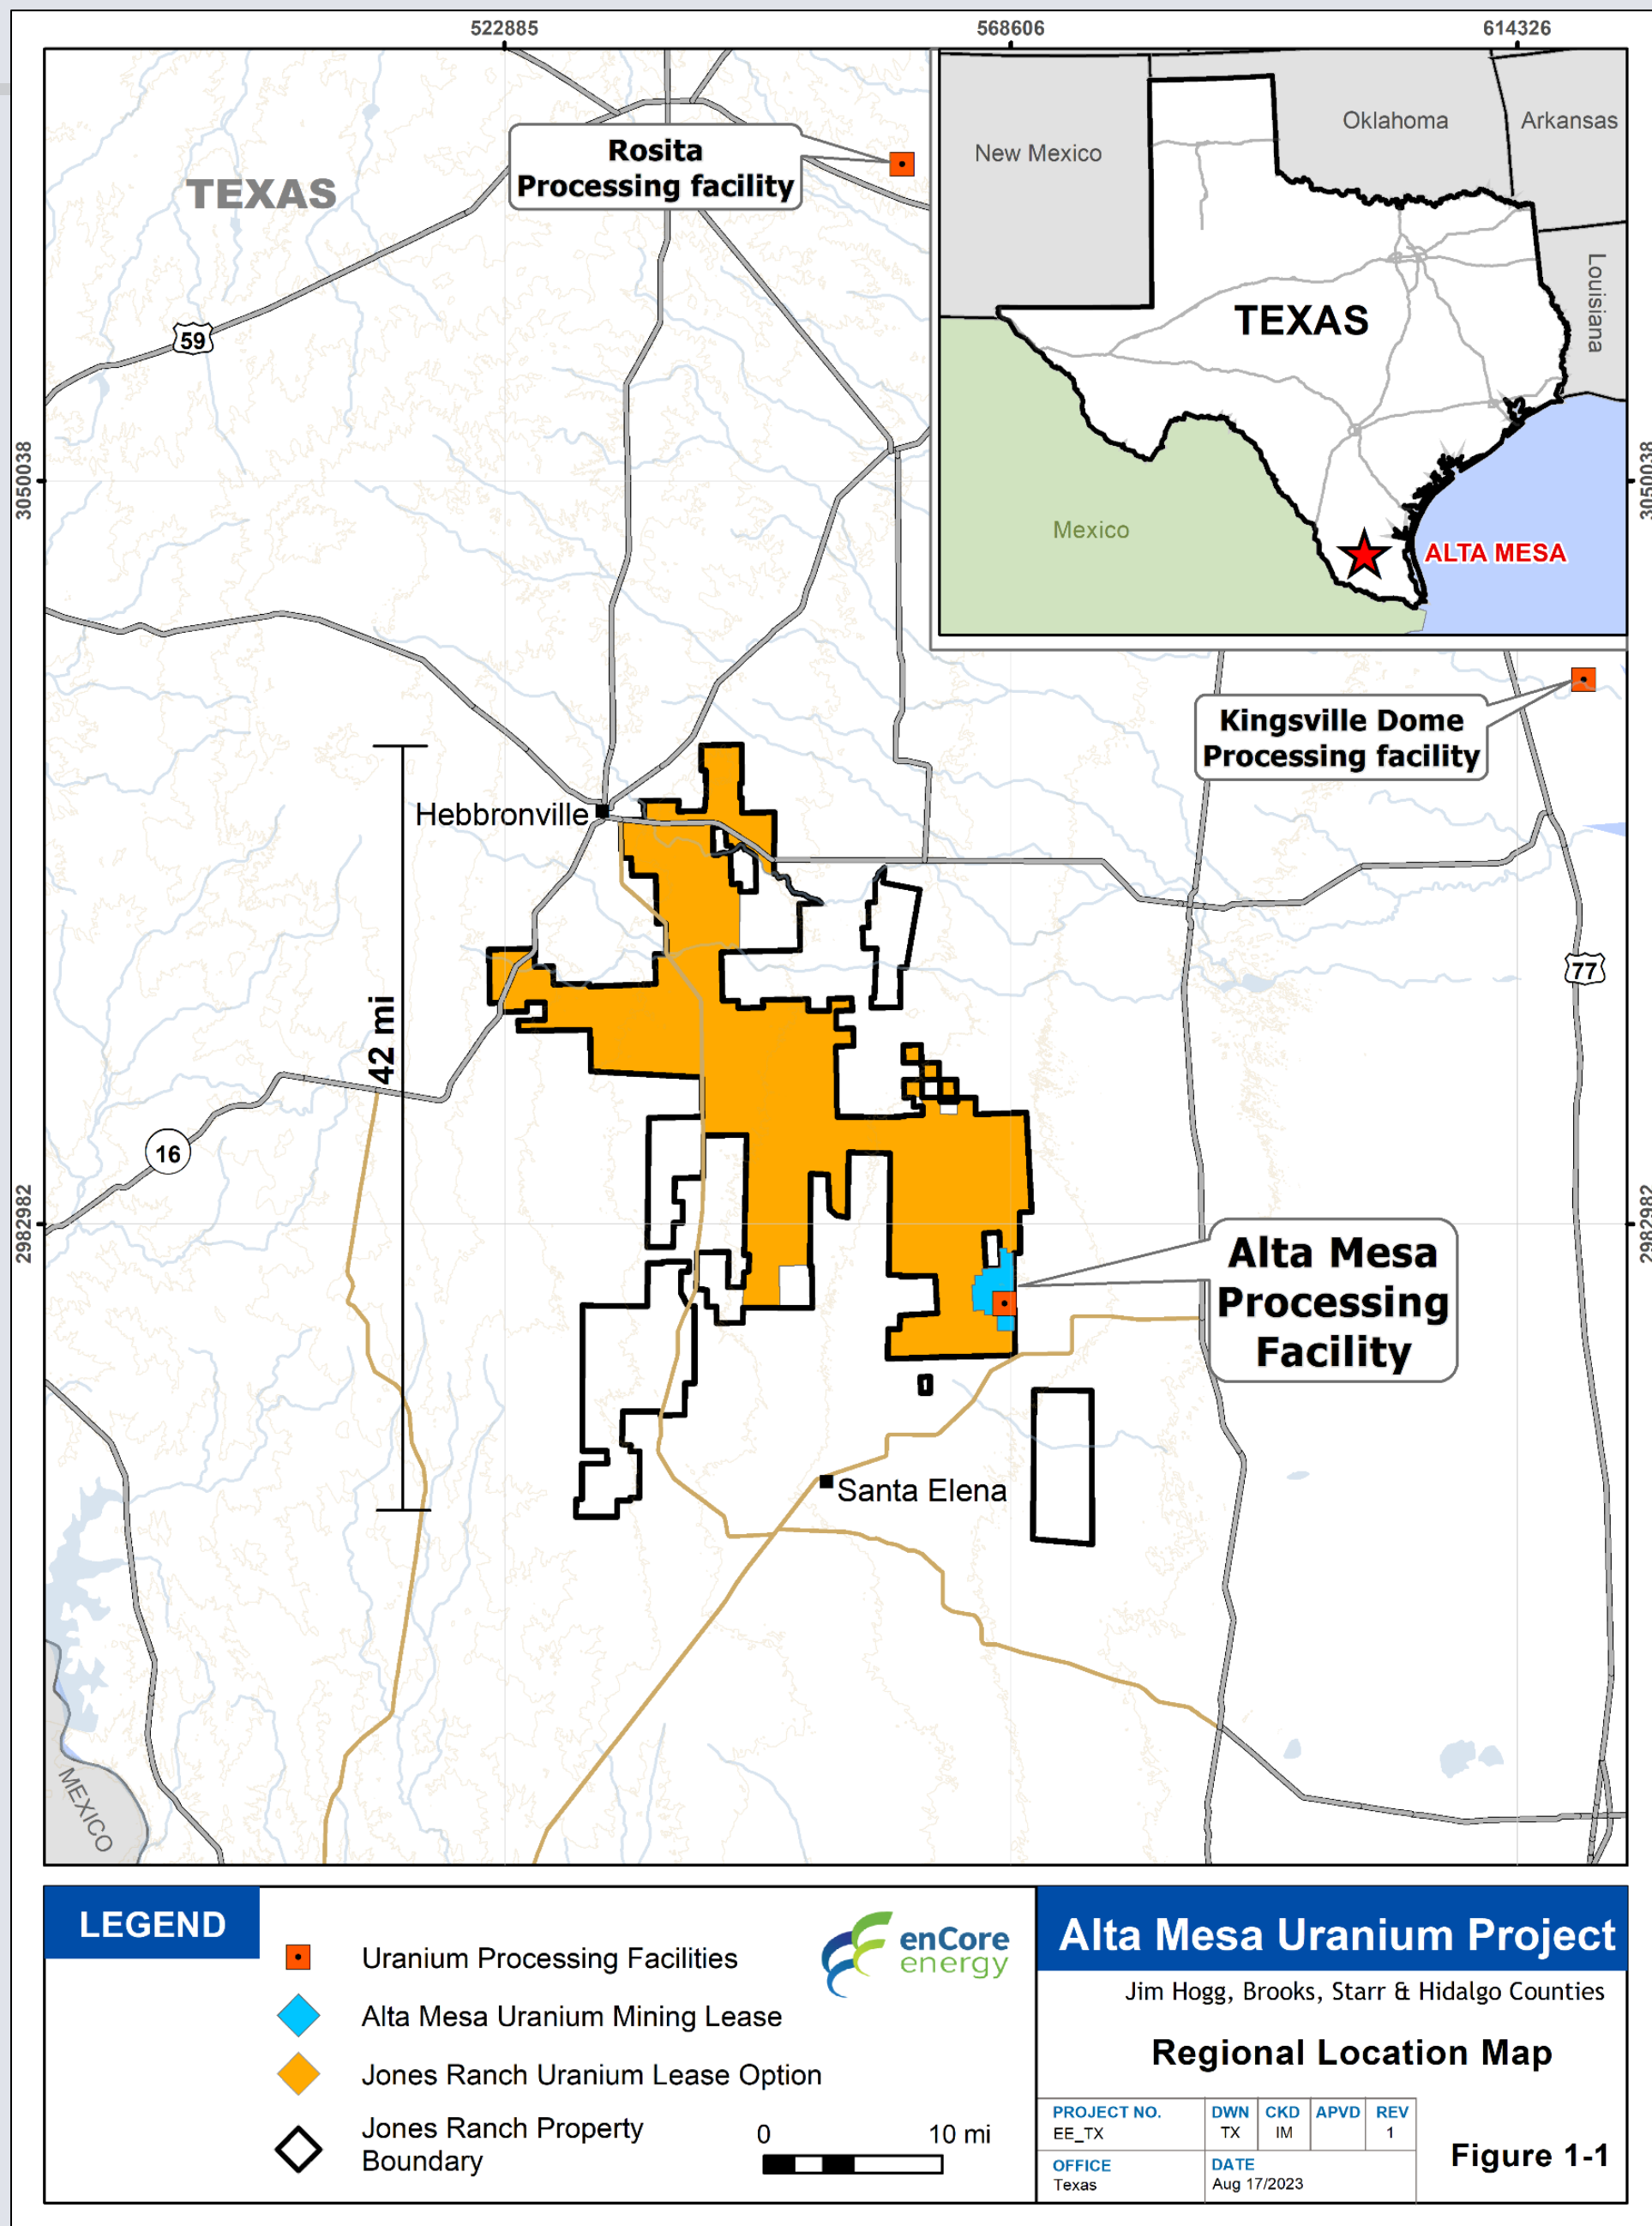 522885
568606
614326
3050038
3050038
2982982
2982982
TEXAS
Rosita
Processing facility
59
New Mexico
Oklahoma
Arkansas
Louisiana
TEXAS
Mexico
ALTA MESA
Kingsville Dome
Processing facility
Hebbronville
77
42 mi
16
Alta Mesa
Processing
Facility
Santa Elena
MEXICO
LEGEND
Uranium Processing Facilities
Alta Mesa Uranium Mining Lease
Jones Ranch Uranium Lease Option
Jones Ranch Property
Boundary
0 10 mi
enCore
energy
Alta Mesa Uranium Project
Jim Hogg, Brooks, Starr & Hidalgo Counties
Regional Location Map
PROJECT NO. DWN CKD APVD REV
EE_TX TX IM 1
OFFICE DATE
Texas Aug 17/2023
Figure 1-1